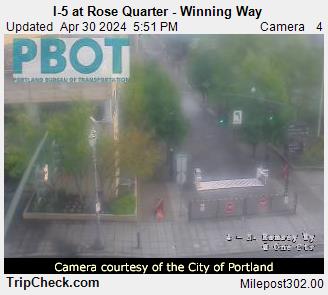 I-5 at Rose Quarter - Winning Way
Updated Apr 30 2024 5:51 PM Camera 4
PBOT
PORTLAND BUREAU OF TRANSPORTATION
Camera courtesy of the City of Portland
TripCheck.com Milepost302.00